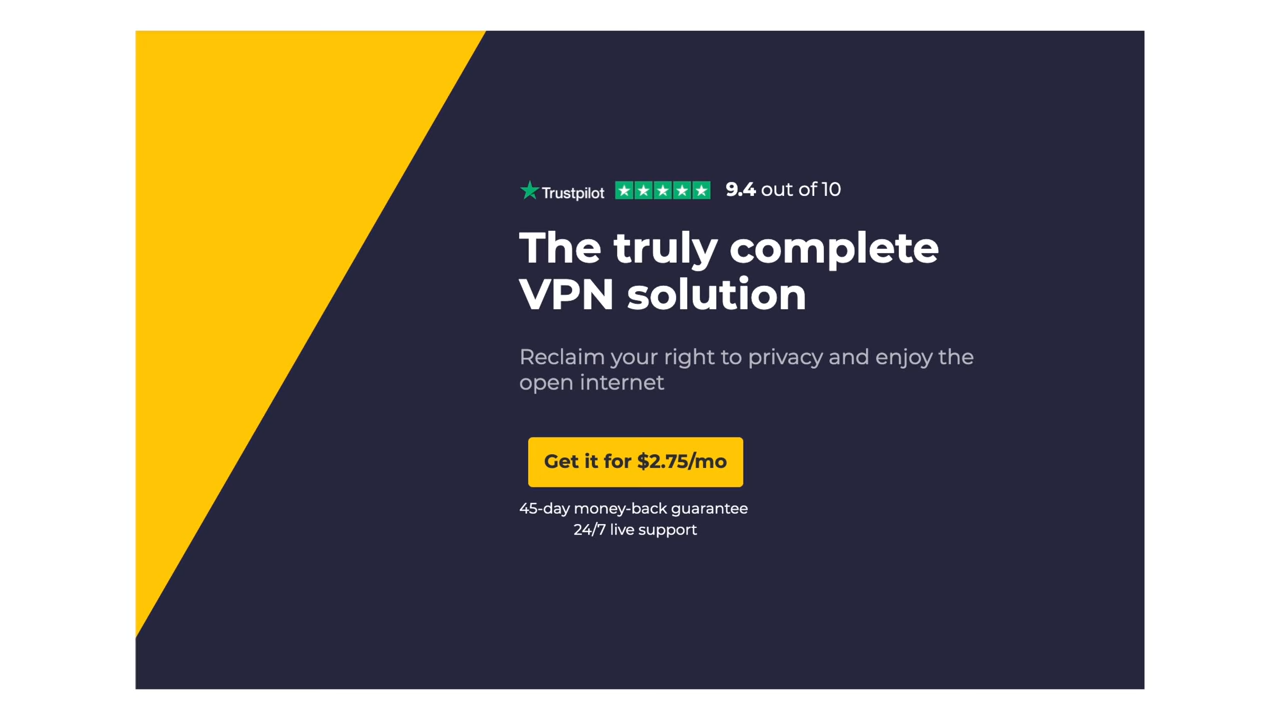 Trustpilot 9.4 out of 10
The truly complete
VPN solution
Reclaim your right to privacy and enjoy the
open internet
Get it for $2.75/mo
45-day money-back guarantee
24/7 live support